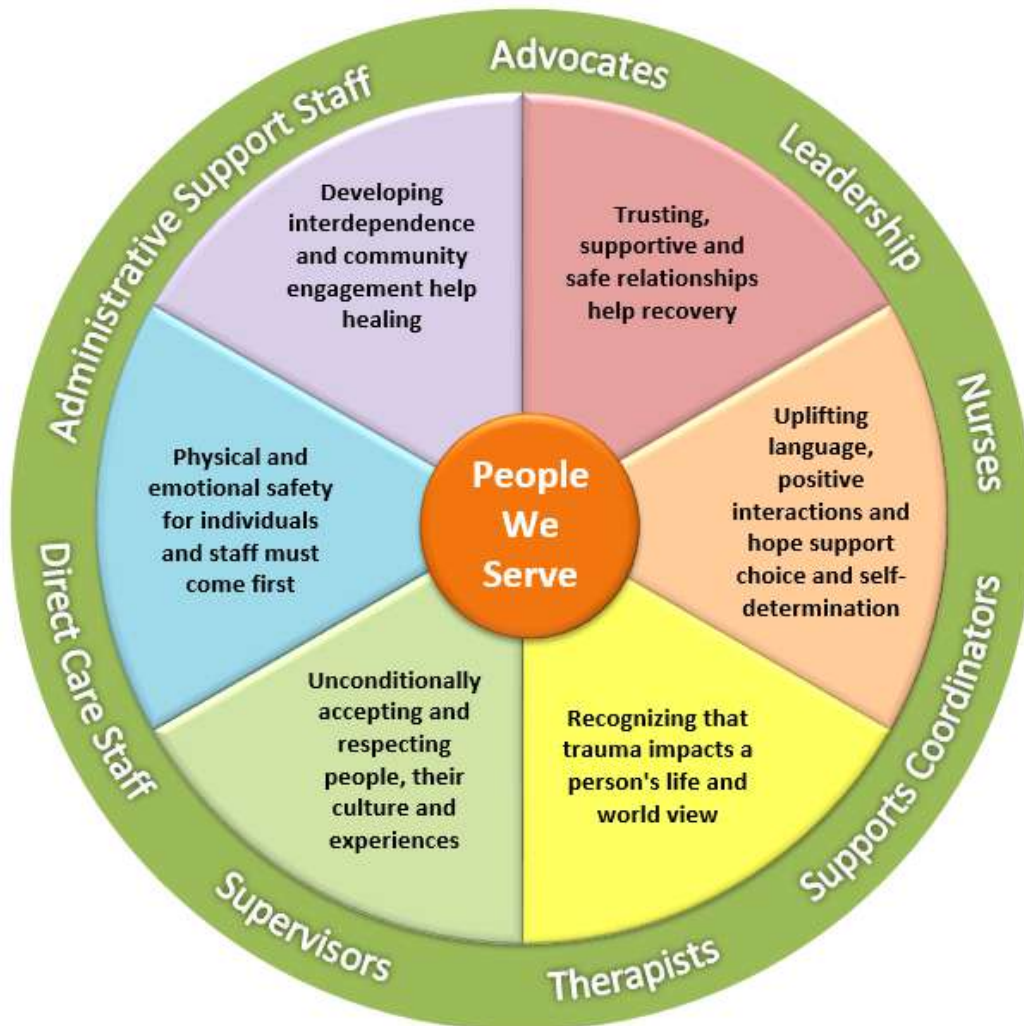 Advocates
Leadership
Nurses
Supports Coordinators
Therapists
Supervisors
Direct Care Staff
Administrative Support Staff
Trusting,
supportive and
safe relationships
help recovery
Uplifting
language,
positive
interactions and
hope support
choice and self-
determination
Recognizing that
trauma impacts a
person's life and
world view
Unconditionally
accepting and
respecting
people, their
culture and
experiences
Physical and
emotional safety
for individuals
and staff must
come first
Developing
interdependence
and community
engagement help
healing
People
We
Serve